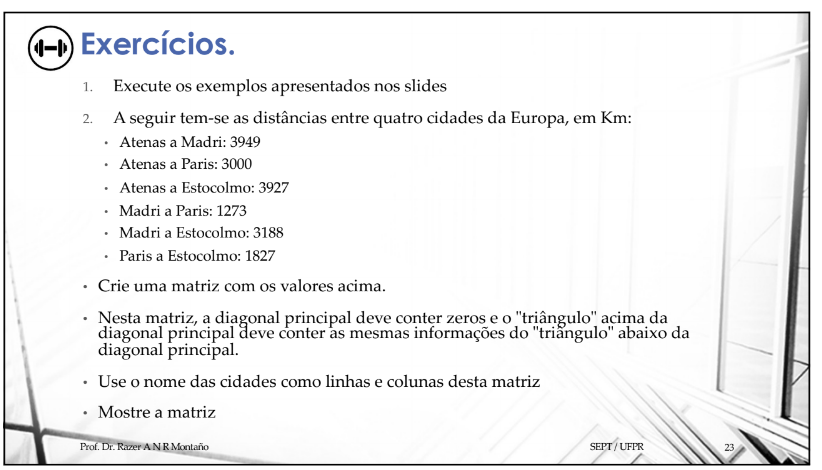 Exercícios.
1. Execute os exemplos apresentados nos slides
2. A seguir tem-se as distâncias entre quatro cidades da Europa, em Km:
• Atenas a Madri: 3949
• Atenas a Paris: 3000
• Atenas a Estocolmo: 3927
• Madri a Paris: 1273
• Madri a Estocolmo: 3188
• Paris a Estocolmo: 1827
• Crie uma matriz com os valores acima.
• Nesta matriz, a diagonal principal deve conter zeros e o "triângulo" acima da
diagonal principal deve conter as mesmas informações do "triângulo" abaixo da
diagonal principal.
• Use o nome das cidades como linhas e colunas desta matriz
• Mostre a matriz
Prof. Dr. Razer A N R Montaño SEPT / UFPR 23